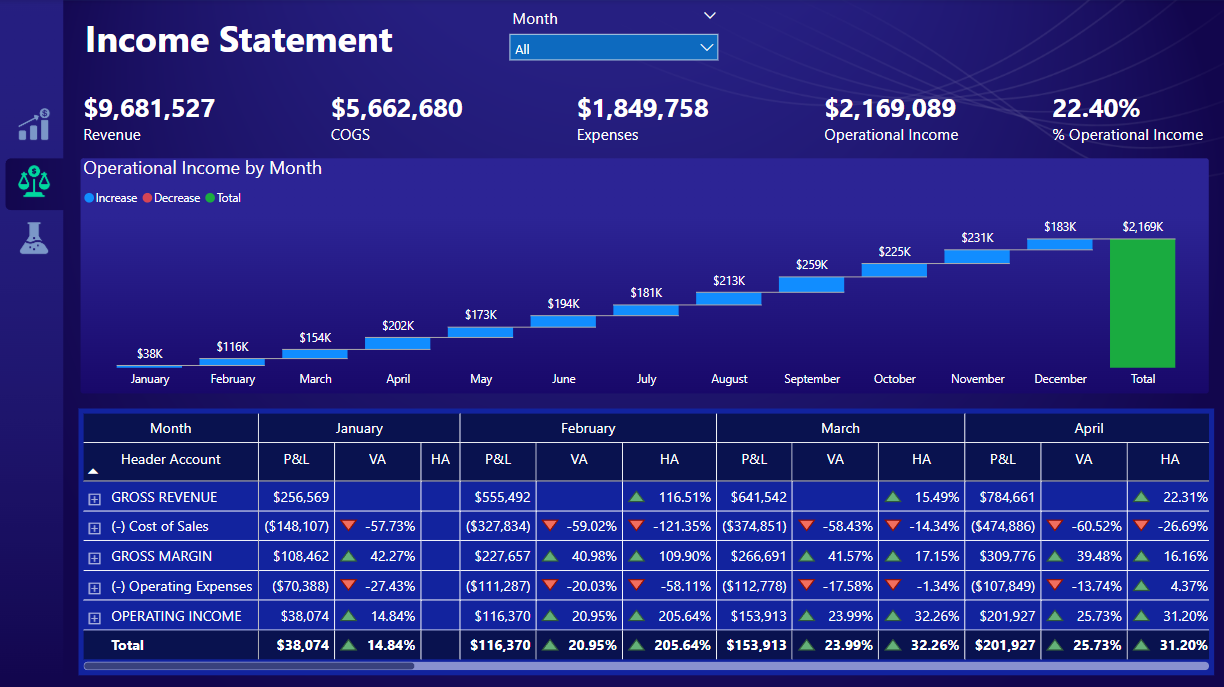 Income Statement
Month
All
$9,681,527 $5,662,680 $1,849,758 $2,169,089 22.40%
Revenue COGS Expenses Operational Income % Operational Income
Operational Income by Month
Increase Decrease Total
$38K $116K $154K $202K $173K $194K $181K $213K $259K $225K $231K $183K $2,169K
January February March April May June July August September October November December Total
Month January February March April
Header Account P&L VA HA P&L VA HA P&L VA HA P&L VA HA
GROSS REVENUE $256,569 $555,492 116.51% $641,542 15.49% $784,661 22.31%
(-) Cost of Sales ($148,107) -57.73% ($327,834) -59.02% -121.35% ($374,851) -58.43% -14.34% ($474,886) -60.52% -26.69%
GROSS MARGIN $108,462 42.27% $227,657 40.98% 109.90% $266,691 41.57% 17.15% $309,776 39.48% 16.16%
(-) Operating Expenses ($70,388) -27.43% ($111,287) -20.03% -58.11% ($112,778) -17.58% -1.34% ($107,849) -13.74% 4.37%
OPERATING INCOME $38,074 14.84% $116,370 20.95% 205.64% $153,913 23.99% 32.26% $201,927 25.73% 31.20%
Total $38,074 14.84% $116,370 20.95% 205.64% $153,913 23.99% 32.26% $201,927 25.73% 31.20%